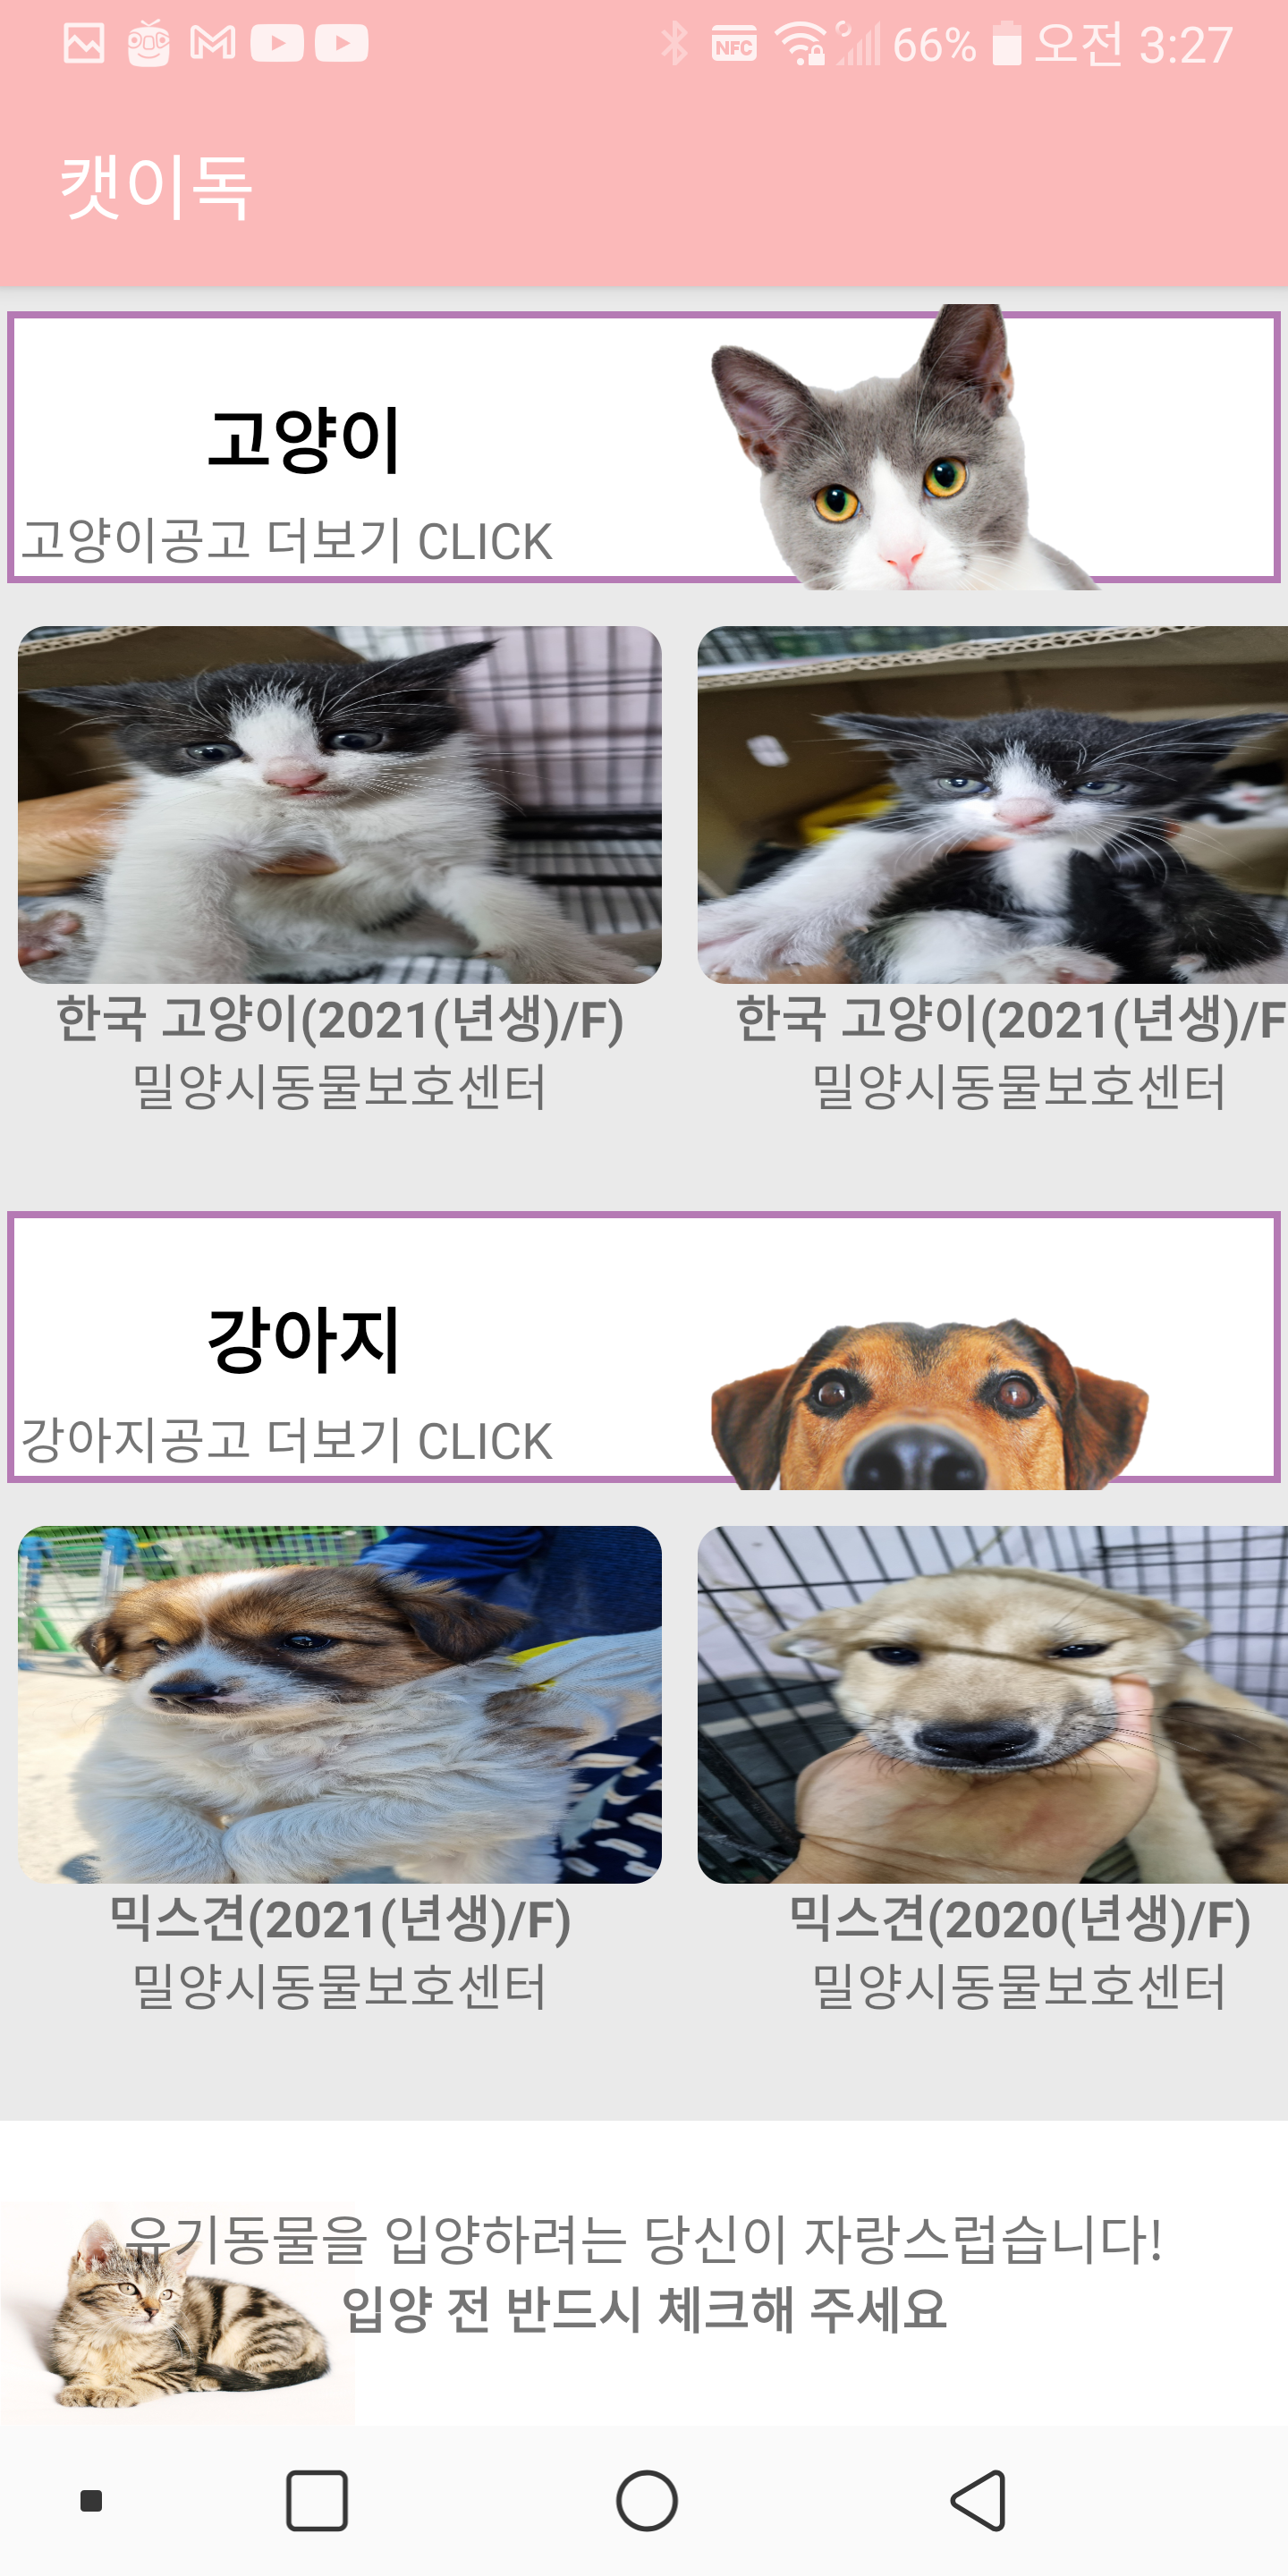 NFC 66% 오전 3:27
캣이독
고양이
고양이공고 더보기 CLICK
한국 고양이(2021(년생)/F)
밀양시동물보호센터
한국 고양이(2021(년생)/F
밀양시동물보호센터
강아지
강아지공고 더보기 CLICK
믹스견(2021(년생)/F)
밀양시동물보호센터
믹스견(2020(년생)/F)
밀양시동물보호센터
유기동물을 입양하려는 당신이 자랑스럽습니다!
입양 전 반드시 체크해 주세요